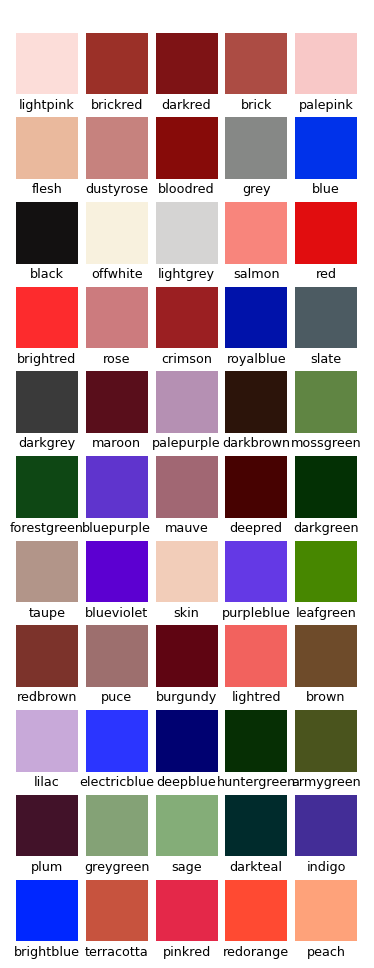 lightpink brickred darkred brick palepink
flesh dustyrose bloodred grey blue
black offwhite lightgrey salmon red
brightred rose crimson royalblue slate
darkgrey maroon palepurple darkbrown mossgreen
forestgreen bluepurple mauve deepred darkgreen
taupe blueviolet skin purpleblue leafgreen
redbrown puce burgundy lightred brown
lilac electricblue deepblue huntergreen armygreen
plum greygreen sage darkteal indigo
brightblue terracotta pinkred redorange peach